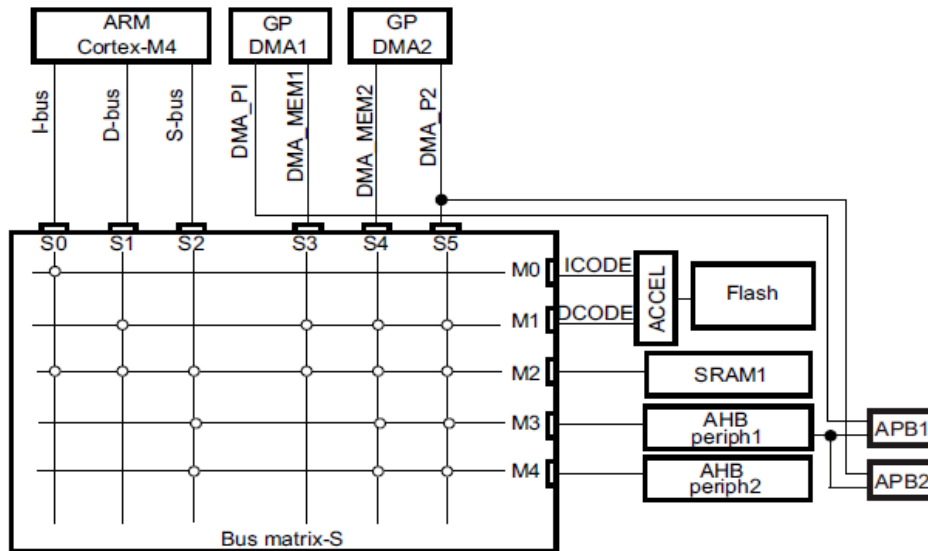 ARM
Cortex-M4
GP
DMA1
GP
DMA2
I-bus
D-bus
S-bus
DMA_PI
DMA_MEM1
DMA_MEM2
DMA_P2
S0
S1
S2
S3
S4
S5
M0
ICODE
M1
DCODE
ACCEL
Flash
M2
SRAM1
M3
AHB
periph1
APB1
M4
AHB
periph2
APB2
Bus matrix-S